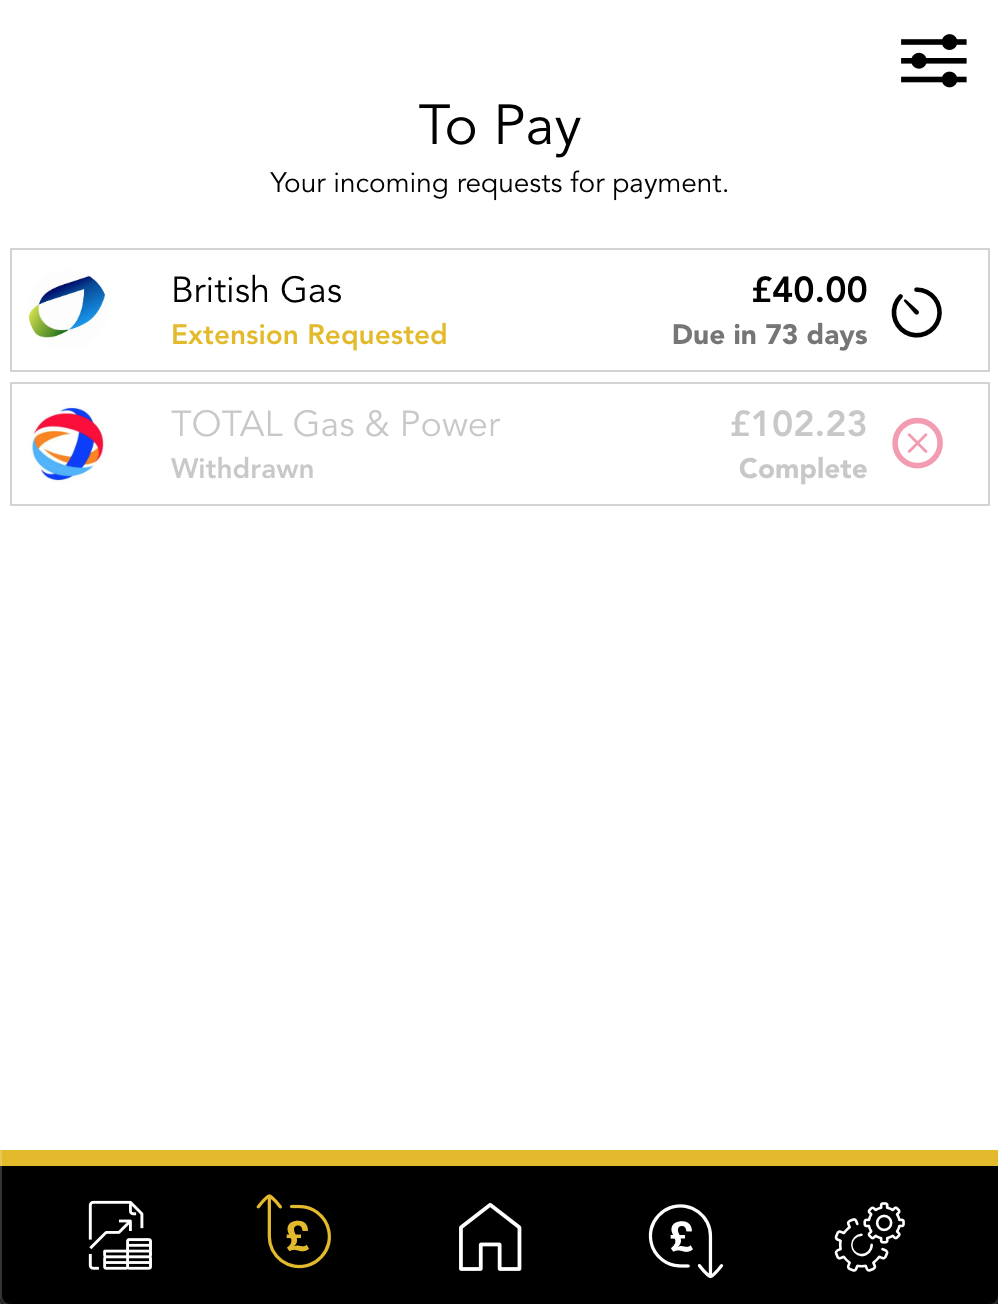 To Pay
Your incoming requests for payment.
British Gas £40.00
Extension Requested Due in 73 days
TOTAL Gas & Power £102.23
Withdrawn Complete
£ £